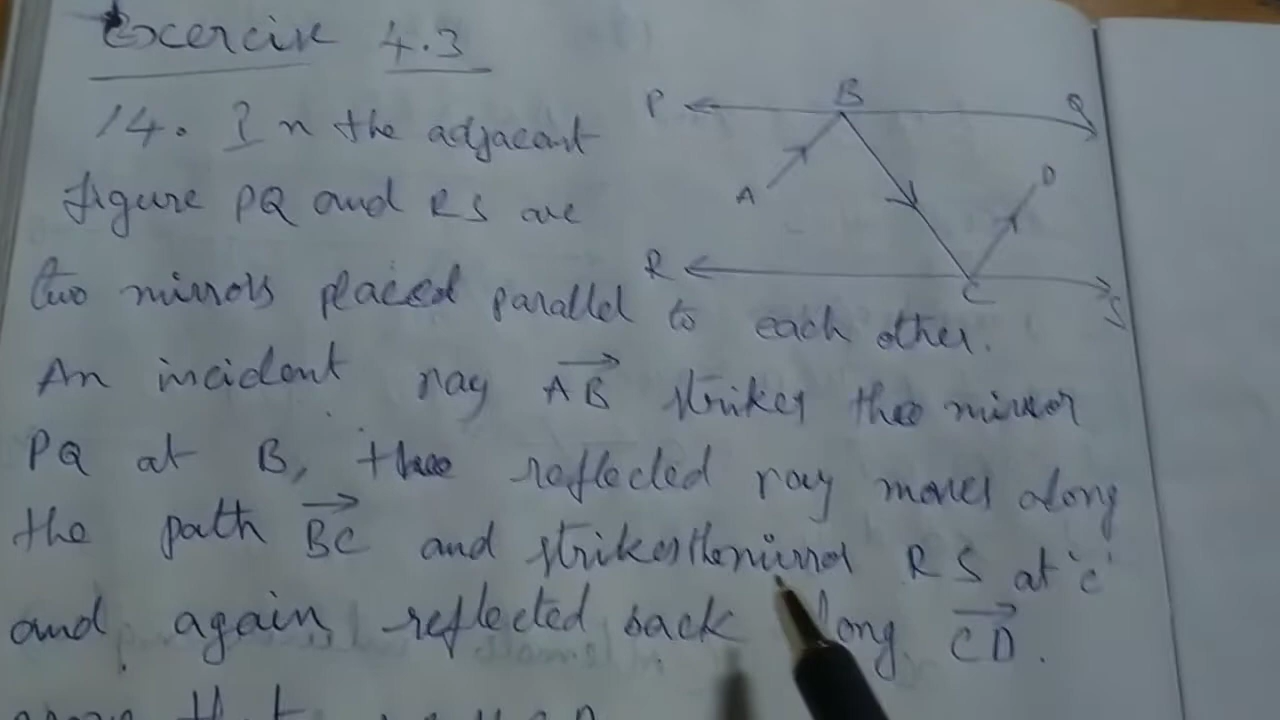 Exercise 4.3
14. In the adjacant
figure PQ and RS are
two mirrors placed parallel to each other.
An incident ray AB strikes the mirror
PQ at B, the reflected ray moves along
the path BC and strikes the mirror RS at 'c'
and again reflected back along CD.
that
P B Q
A D
R C S